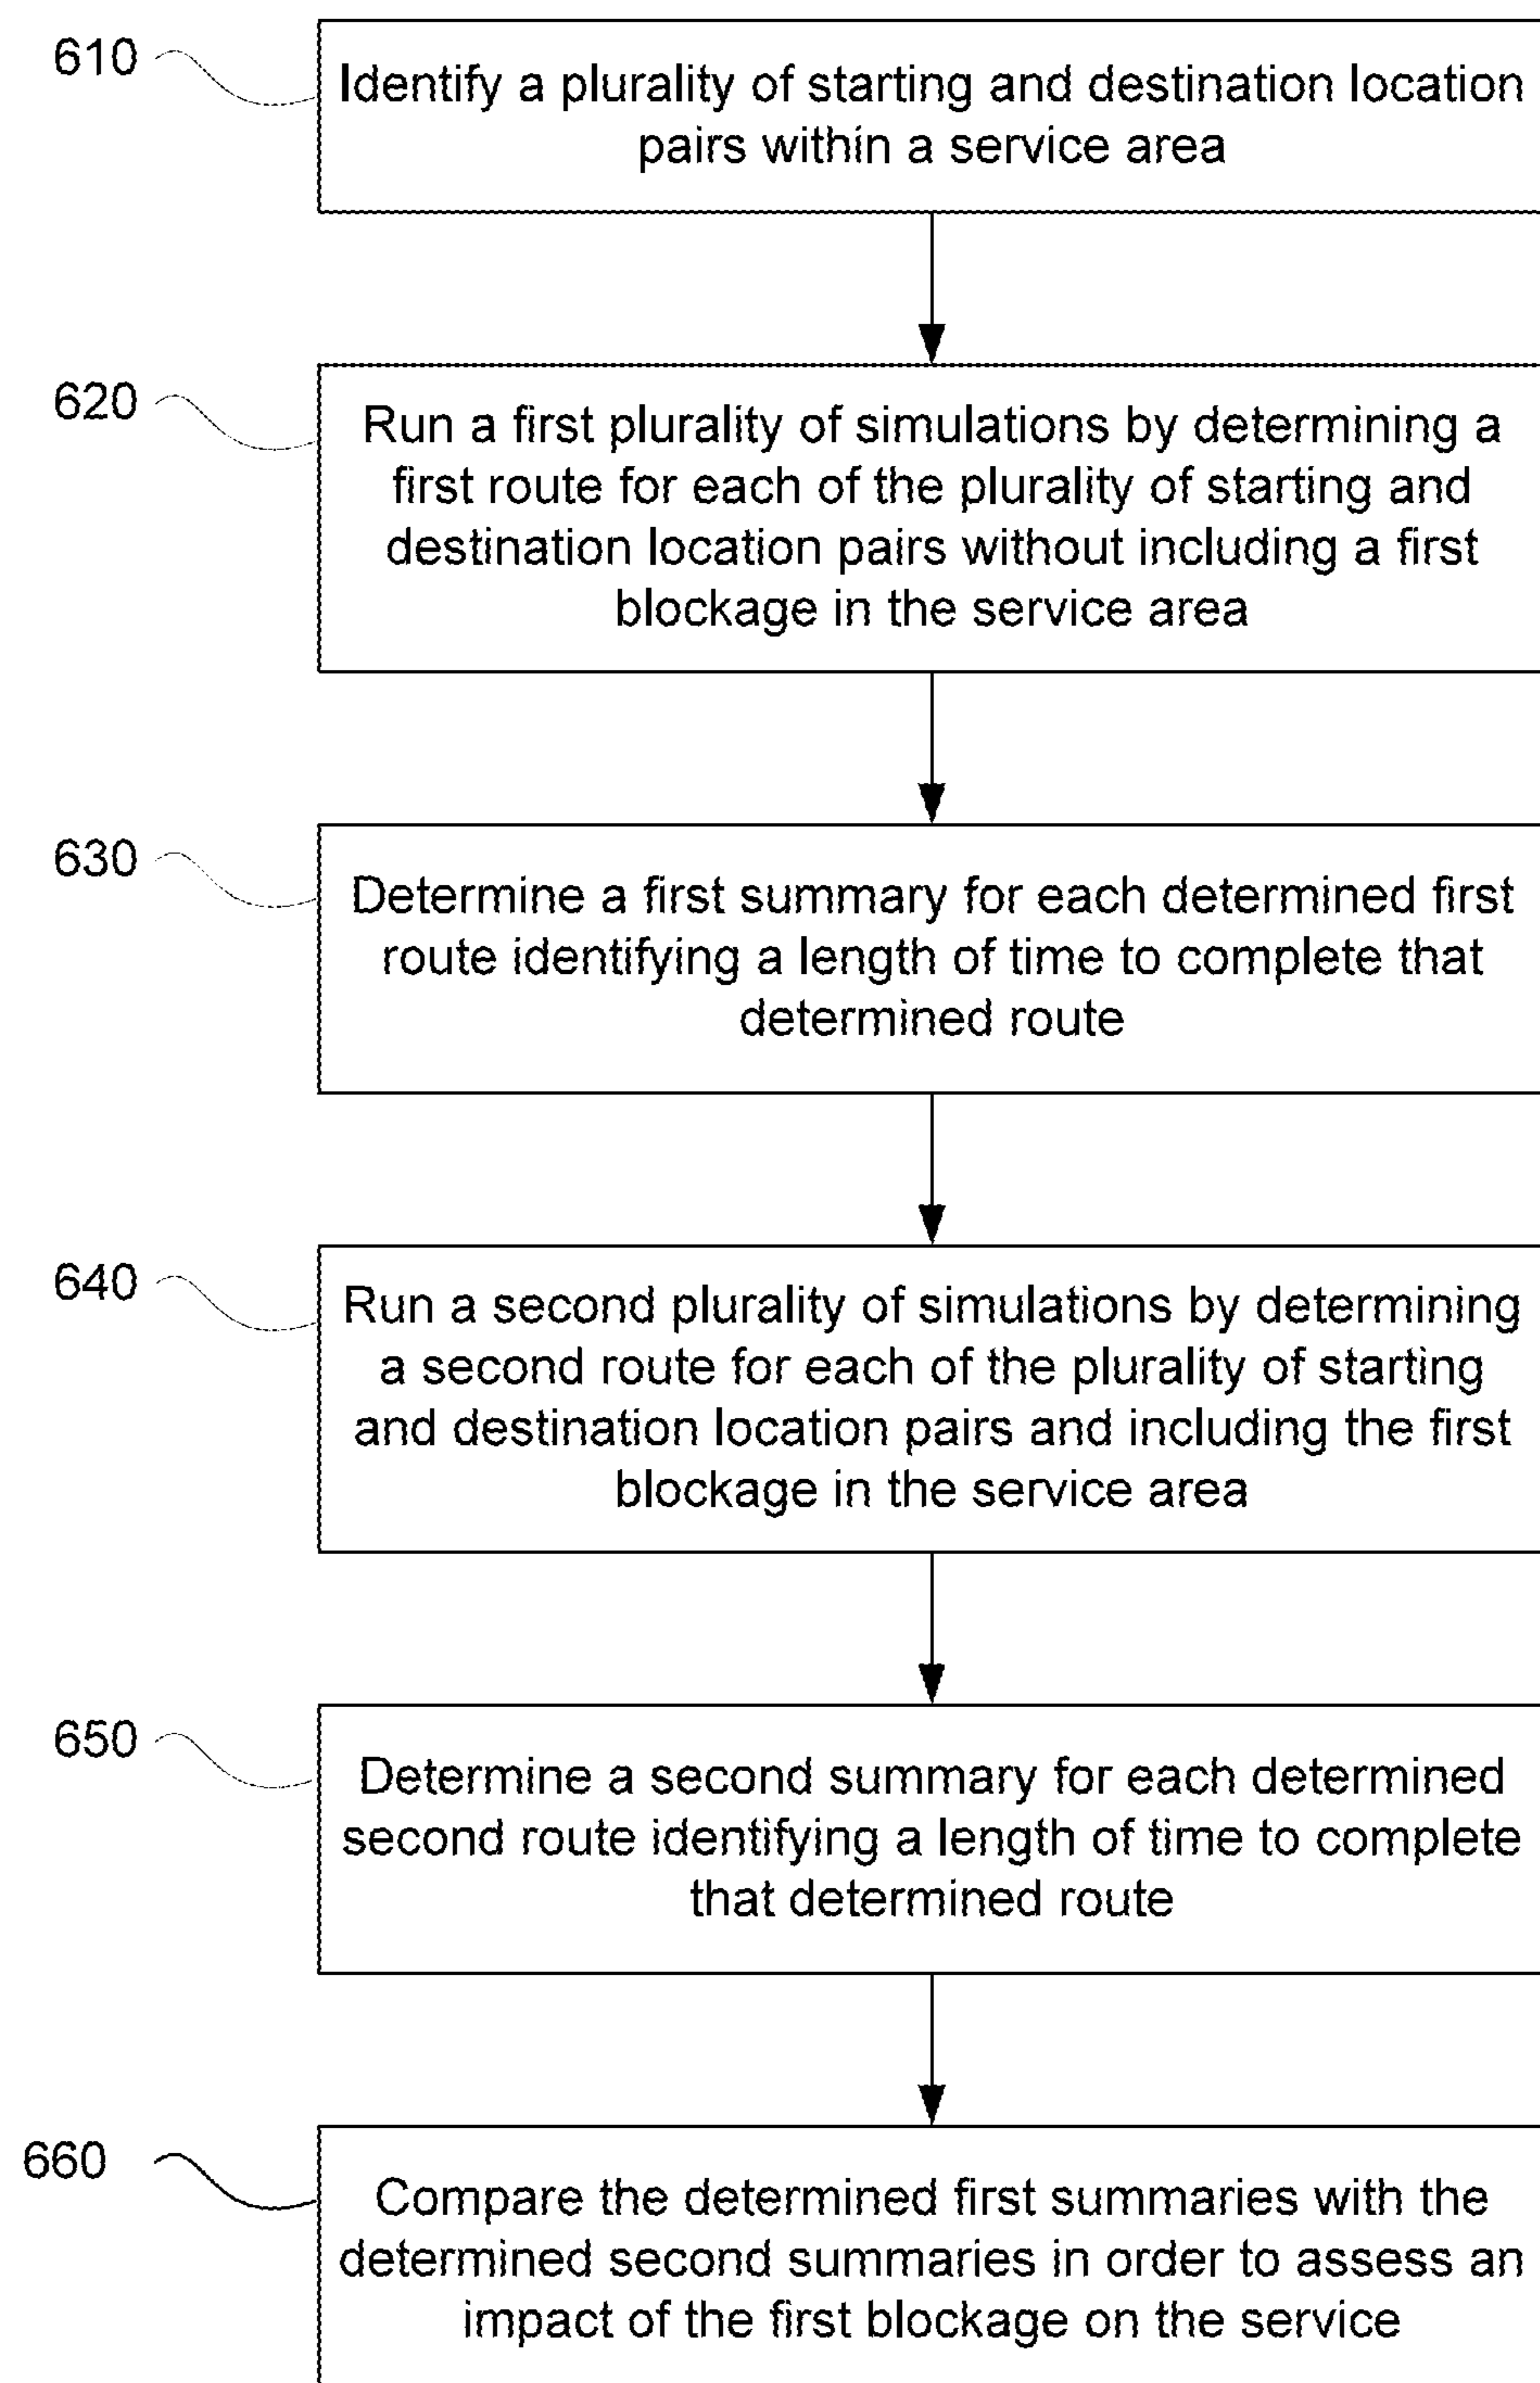 610
Identify a plurality of starting and destination location
pairs within a service area
620
Run a first plurality of simulations by determining a
first route for each of the plurality of starting and
destination location pairs without including a first
blockage in the service area
630
Determine a first summary for each determined first
route identifying a length of time to complete that
determined route
640
Run a second plurality of simulations by determining
a second route for each of the plurality of starting
and destination location pairs and including the first
blockage in the service area
650
Determine a second summary for each determined
second route identifying a length of time to complete
that determined route
660
Compare the determined first summaries with the
determined second summaries in order to assess an
impact of the first blockage on the service